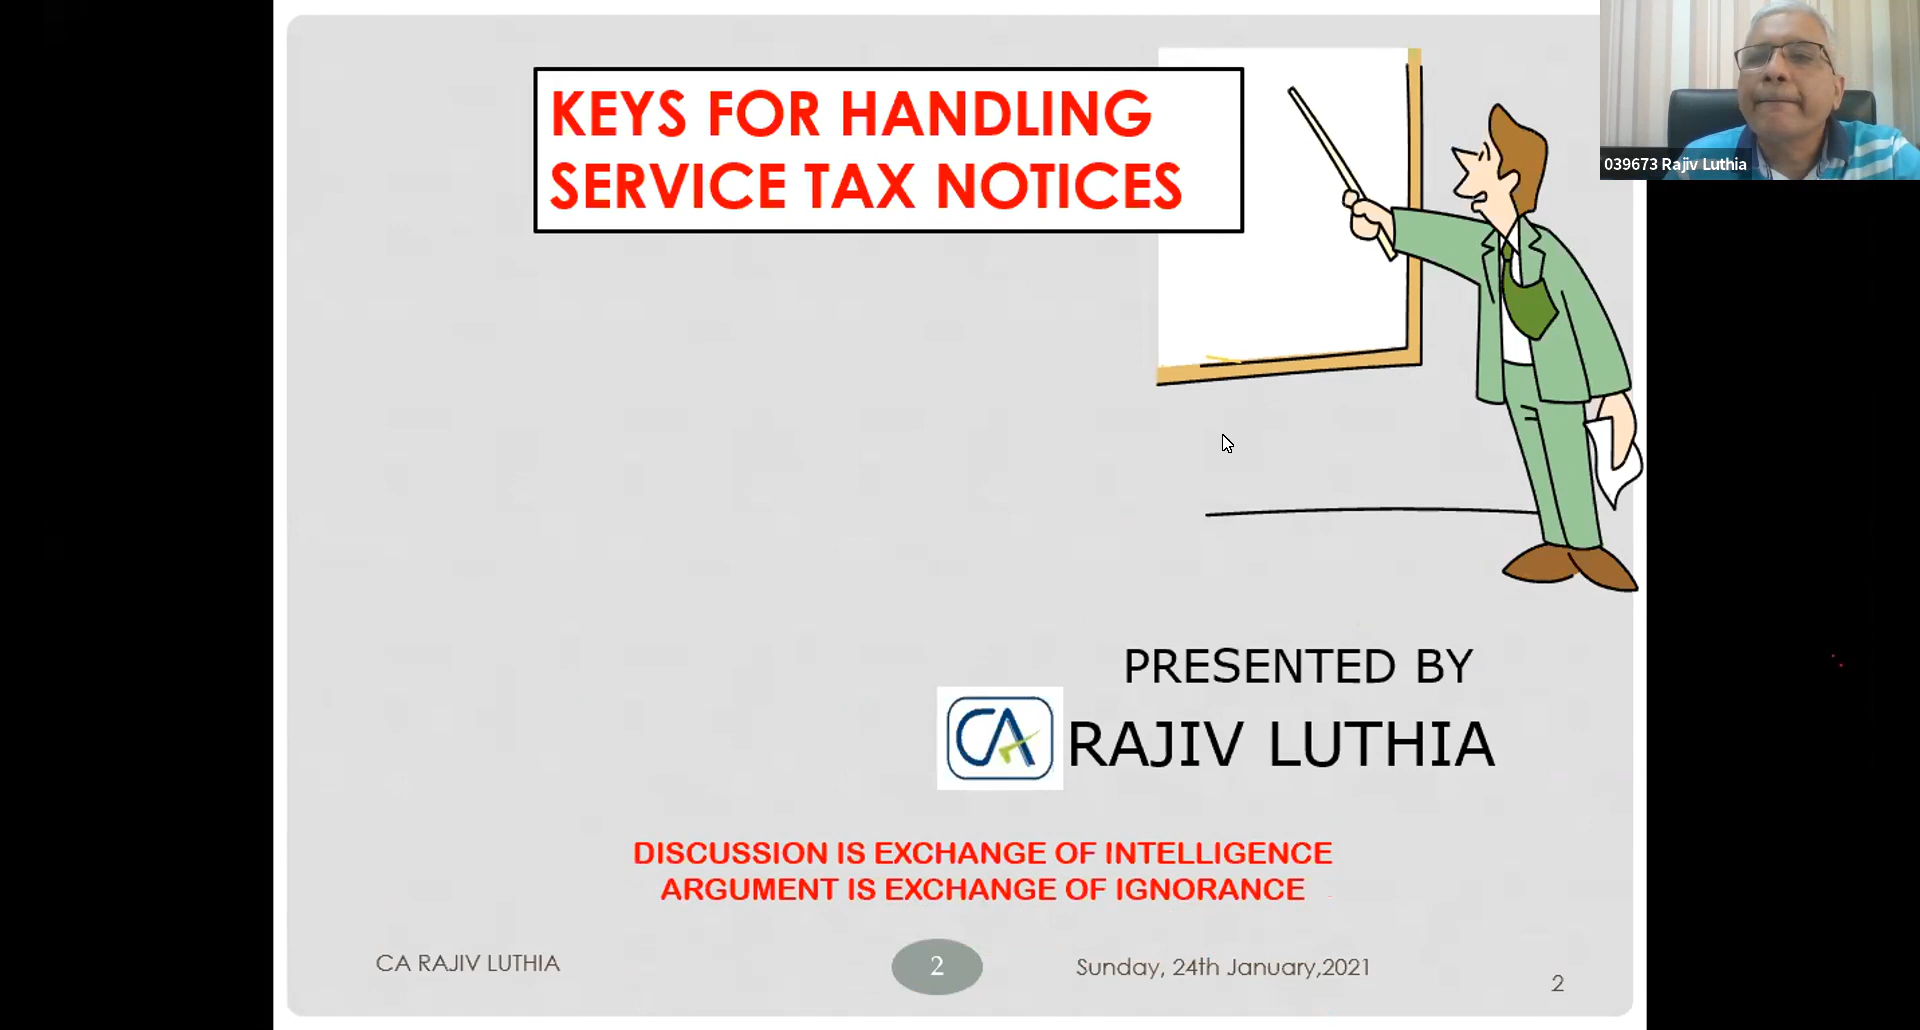 KEYS FOR HANDLING
SERVICE TAX NOTICES
039673 Rajiv Luthia
PRESENTED BY
CA RAJIV LUTHIA
DISCUSSION IS EXCHANGE OF INTELLIGENCE
ARGUMENT IS EXCHANGE OF IGNORANCE
CA RAJIV LUTHIA
2
Sunday, 24th January,2021
2